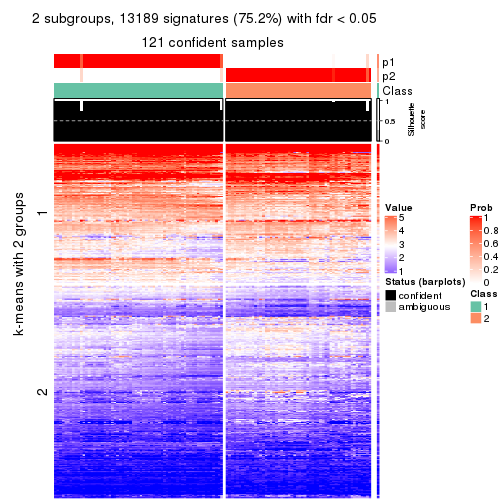 2 subgroups, 13189 signatures (75.2%) with fdr < 0.05
121 confident samples
p1
p2
Class
1
0.5
0
Silhouette
score
k-means with 2 groups
1
2
Value
5
4
3
2
1
Status (barplots)
confident
ambiguous
Prob
1
0.8
0.6
0.4
0.2
0
Class
1
2